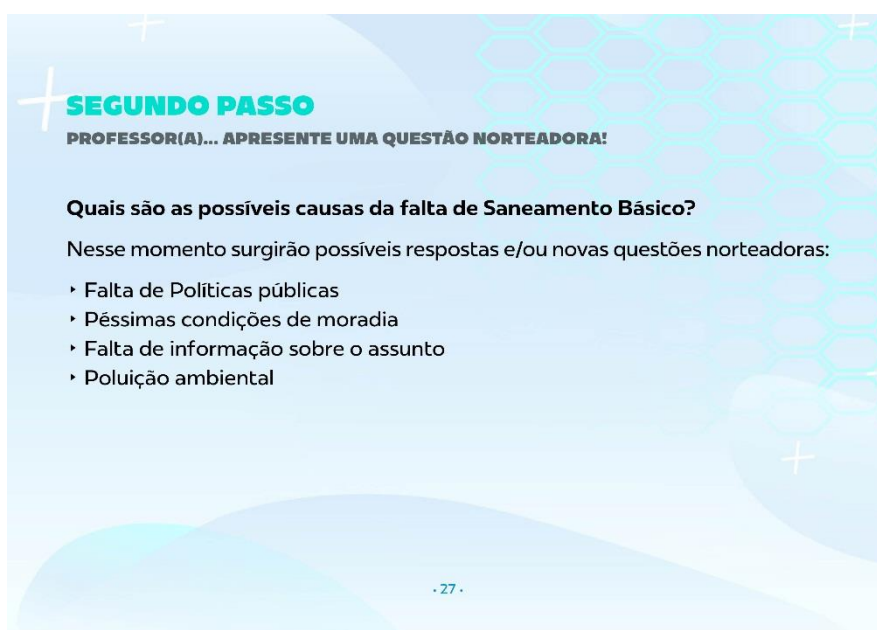 SEGUNDO PASSO
PROFESSOR(A)... APRESENTE UMA QUESTÃO NORTEADORA!
Quais são as possíveis causas da falta de Saneamento Básico?
Nesse momento surgirão possíveis respostas e/ou novas questões norteadoras:
‣ Falta de Políticas públicas
‣ Péssimas condições de moradia
‣ Falta de informação sobre o assunto
‣ Poluição ambiental
· 27 ·